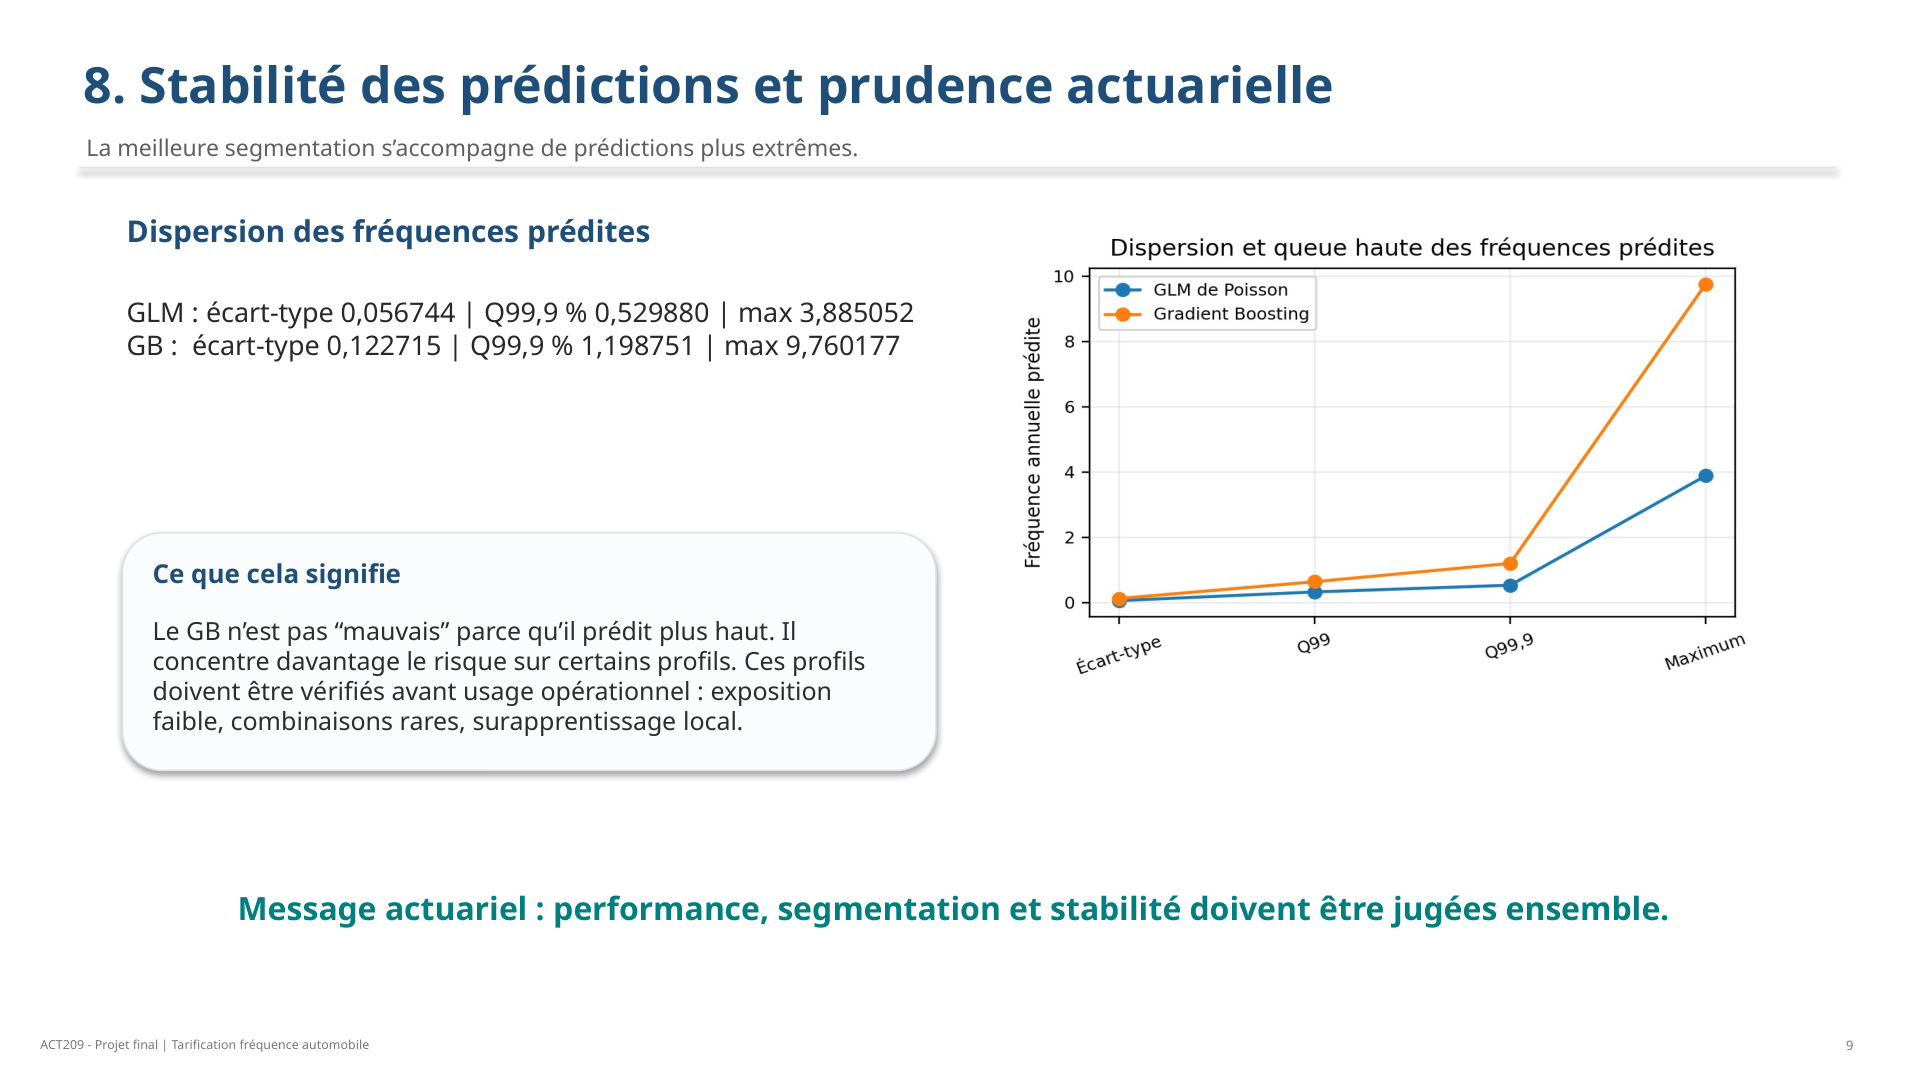 8. Stabilité des prédictions et prudence actuarielle
La meilleure segmentation s’accompagne de prédictions plus extrêmes.
Dispersion des fréquences prédites
GLM : écart-type 0,056744 | Q99,9 % 0,529880 | max 3,885052
GB :  écart-type 0,122715 | Q99,9 % 1,198751 | max 9,760177
Ce que cela signifie
Le GB n’est pas “mauvais” parce qu’il prédit plus haut. Il
concentre davantage le risque sur certains profils. Ces profils
doivent être vérifiés avant usage opérationnel : exposition
faible, combinaisons rares, surapprentissage local.
Dispersion et queue haute des fréquences prédites
GLM de Poisson
Gradient Boosting
Fréquence annuelle prédite
10
8
6
4
2
0
Écart-type
Q99
Q99,9
Maximum
Message actuariel : performance, segmentation et stabilité doivent être jugées ensemble.
ACT209 - Projet final | Tarification fréquence automobile
9